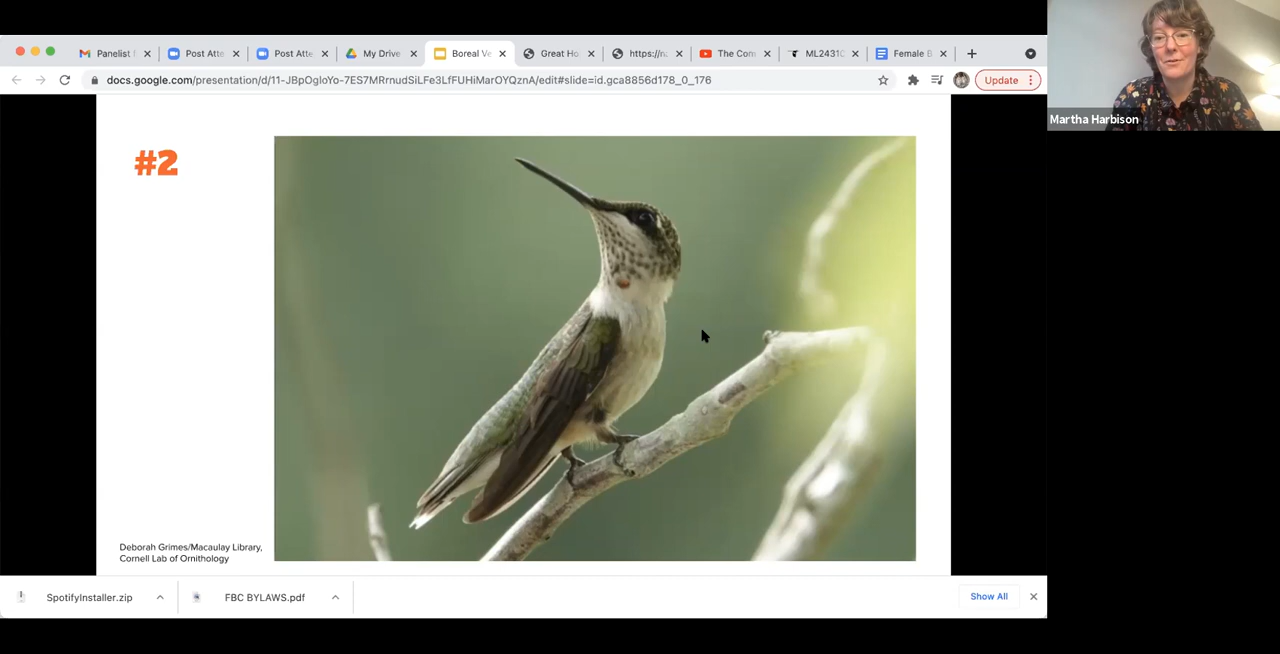 Panelist
Post Atte
Post Atte
My Drive
Boreal Ve
Great Ho
https://n
The Con
ML2431
Female B
docs.google.com/presentation/d/11-JBpOgIoYo-7ES7MRrnudSiLFe3LfFUHiMarOYQznA/edit#slide=id.gca8856d178_0_176
Update
Martha Harbison
#2
Deborah Grimes/Macaulay Library,
Cornell Lab of Ornithology
SpotifyInstaller.zip
FBC BYLAWS.pdf
Show All